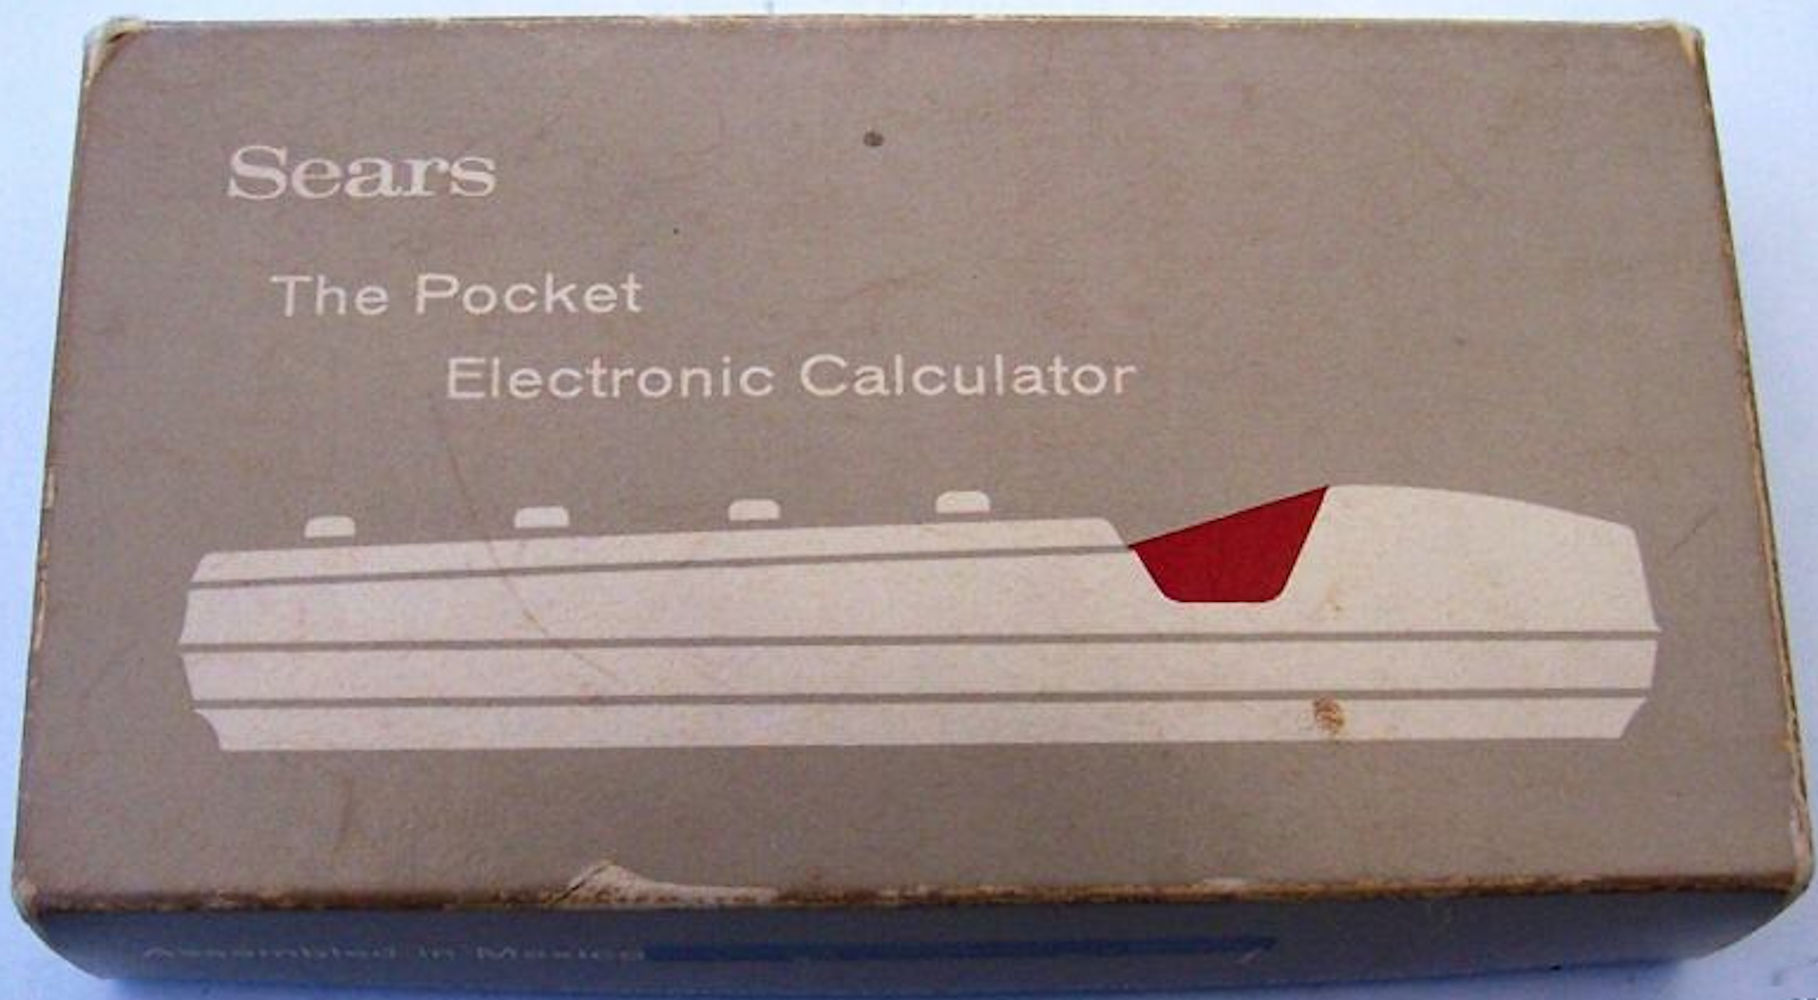 Sears
The Pocket
Electronic Calculator
Assembled in Mexico